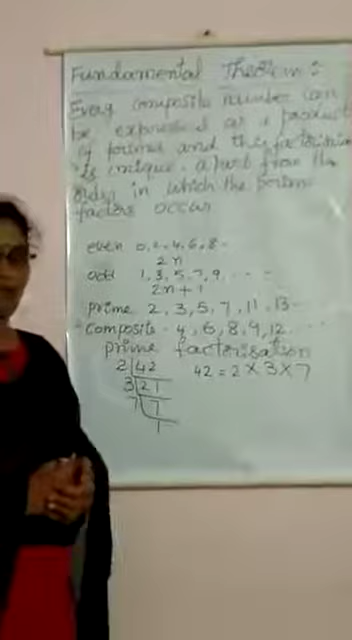 Fundamental Theorem :
Every composite number can
be expressed as a product
of primes and this factorisation
is unique, apart from the
order in which the prime
factors occur
even 0, 2, 4, 6, 8 -
2n
odd 1, 3, 5, 7, 9, - - -
2n + 1
prime 2, 3, 5, 7, 11, 13 - -
composite - 4, 6, 8, 9, 12, - - - -
prime factorisation
2 | 42 42 = 2 × 3 × 7
3 | 21
7 | 7
1